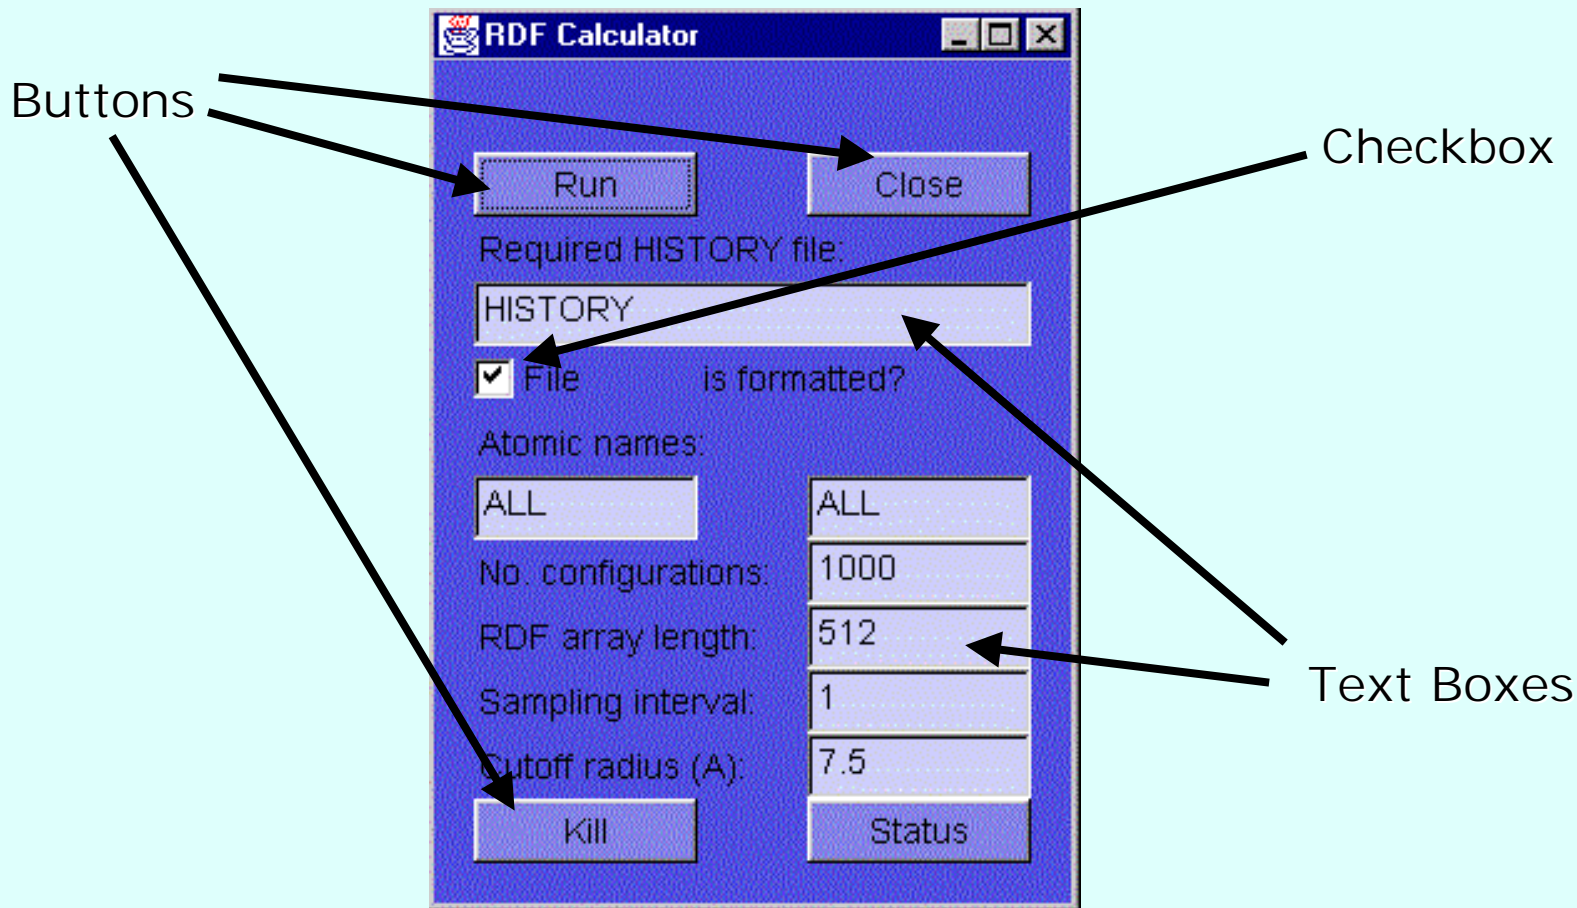 RDF Calculator
Buttons
Checkbox
Run
Close
Required HISTORY file:
HISTORY
File is formatted?
Atomic names:
ALL
ALL
No. configurations:
1000
RDF array length:
512
Sampling interval:
1
Text Boxes
Cutoff radius (A):
7.5
Kill
Status